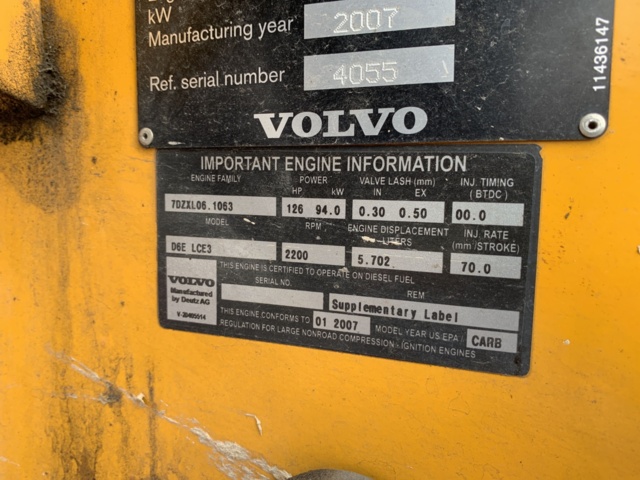 kW
Manufacturing year 2007
Ref. serial number 4055
VOLVO
11436147
IMPORTANT ENGINE INFORMATION
ENGINE FAMILY POWER VALVE LASH (mm) INJ. TIMING
HP kW IN EX (BTDC)
7DZXL06.1063 126 94.0 0.30 0.50 00.0
MODEL RPM ENGINE DISPLACEMENT INJ. RATE
LITERS (mm³/STROKE)
D6E LCE3 2200 5.702 70.0
THIS ENGINE IS CERTIFIED TO OPERATE ON DIESEL FUEL
VOLVO SERIAL NO. REM
Manufactured
by Deutz AG
Supplementary Label
V-20405514
THIS ENGINE CONFORMS TO 01 2007 MODEL YEAR US EPA / CARB
REGULATION FOR LARGE NONROAD COMPRESSION - IGNITION ENGINES